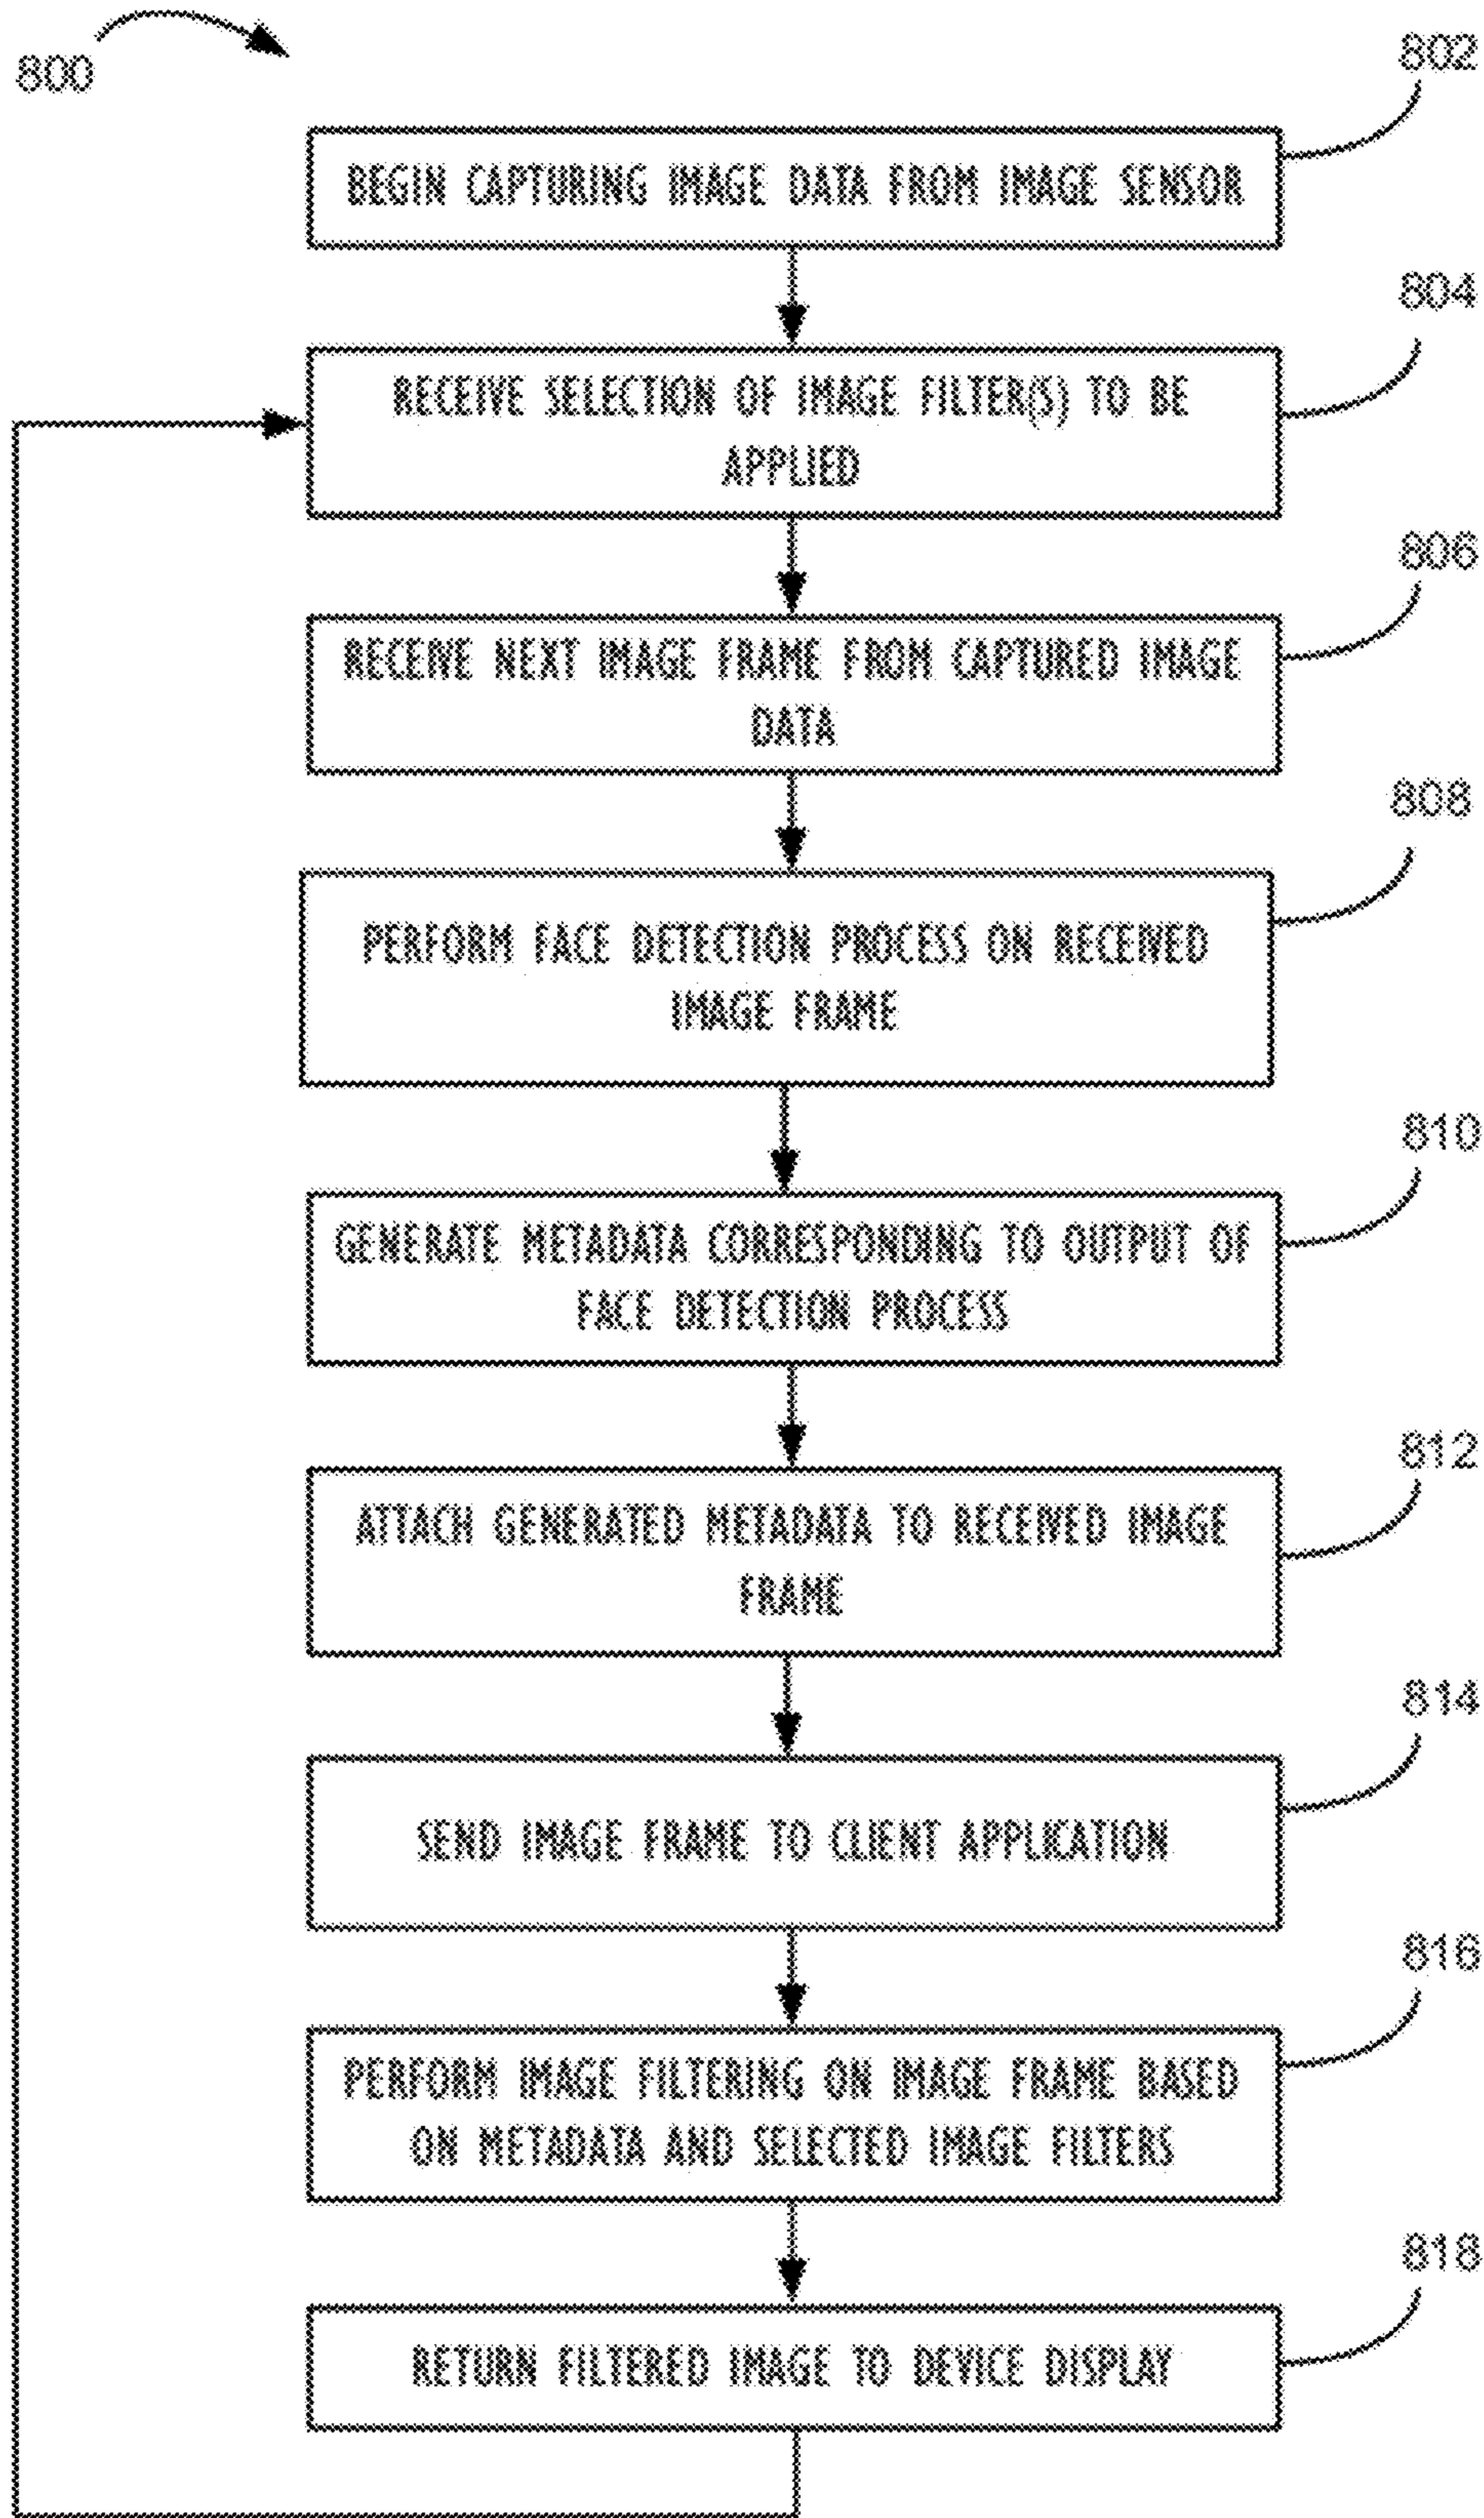 800
802
BEGIN CAPTURING IMAGE DATA FROM IMAGE SENSOR
804
RECEIVE SELECTION OF IMAGE FILTER(S) TO BE
APPLIED
806
RECEIVE NEXT IMAGE FRAME FROM CAPTURED IMAGE
DATA
808
PERFORM FACE DETECTION PROCESS ON RECEIVED
IMAGE FRAME
810
GENERATE METADATA CORRESPONDING TO OUTPUT OF
FACE DETECTION PROCESS
812
ATTACH GENERATED METADATA TO RECEIVED IMAGE
FRAME
814
SEND IMAGE FRAME TO CLIENT APPLICATION
816
PERFORM IMAGE FILTERING ON IMAGE FRAME BASED
ON METADATA AND SELECTED IMAGE FILTERS
818
RETURN FILTERED IMAGE TO DEVICE DISPLAY